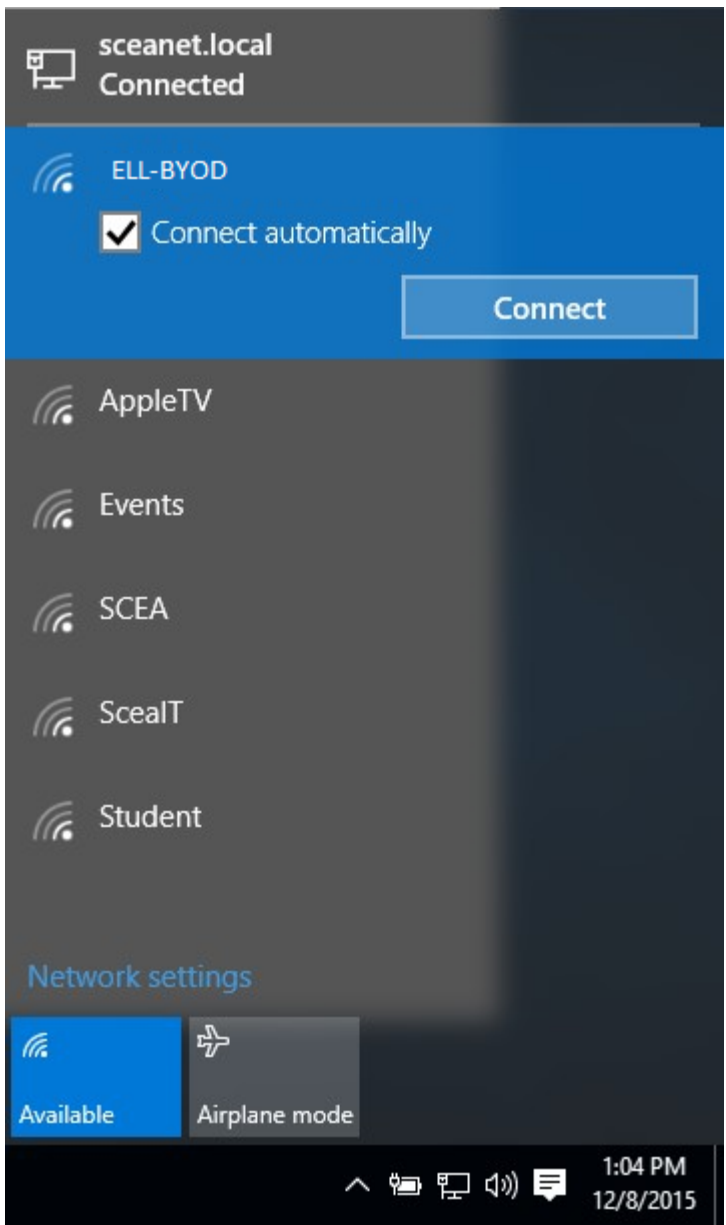 sceanet.local
Connected
ELL-BYOD
Connect automatically
Connect
AppleTV
Events
SCEA
SceaIT
Student
Network settings
Available
Airplane mode
1:04 PM
12/8/2015